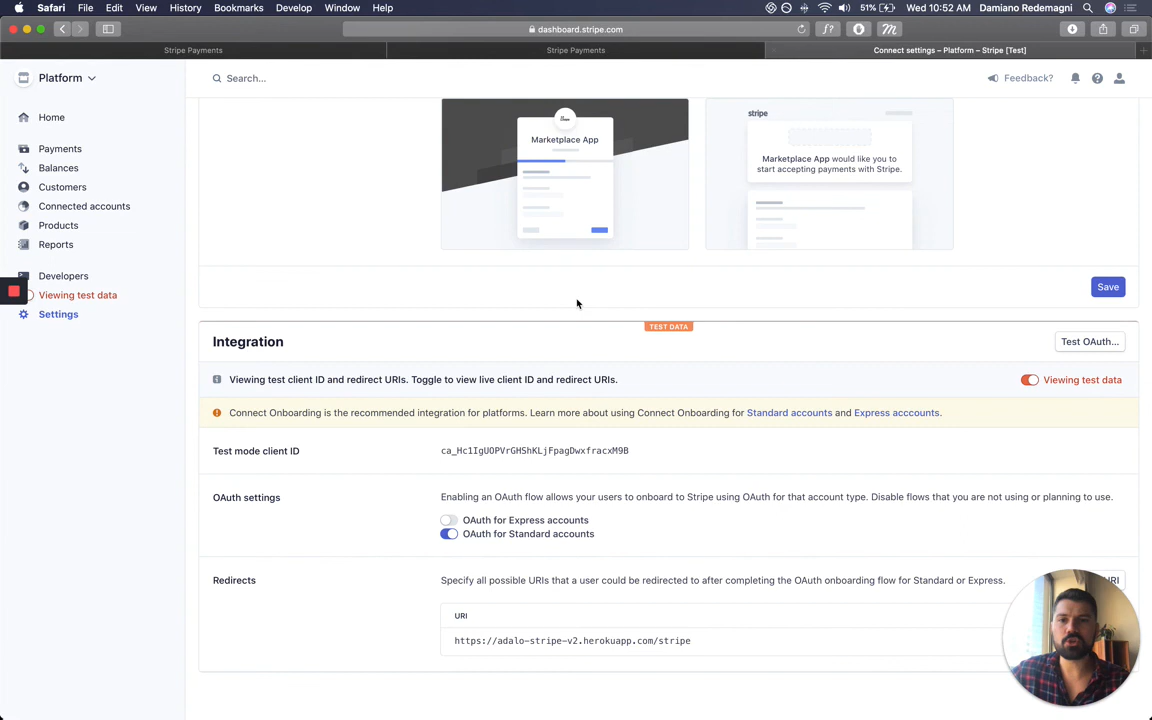 Safari File Edit View History Bookmarks Develop Window Help 51% Wed 10:52 AM Damiano Redemagni
dashboard.stripe.com
Stripe Payments Stripe Payments Connect settings – Platform – Stripe [Test]
Platform Search... Feedback?
Home
Payments
Balances
Customers
Connected accounts
Products
Reports
Developers
Viewing test data
Settings
Marketplace App
stripe
Marketplace App would like you to
start accepting payments with Stripe.
Save
TEST DATA
Integration Test OAuth...
Viewing test client ID and redirect URIs. Toggle to view live client ID and redirect URIs. Viewing test data
Connect Onboarding is the recommended integration for platforms. Learn more about using Connect Onboarding for Standard accounts and Express acccounts.
Test mode client ID ca_Hc1IgUOPVrGHShKLjFpagDwxfracxM9B
OAuth settings Enabling an OAuth flow allows your users to onboard to Stripe using OAuth for that account type. Disable flows that you are not using or planning to use.
OAuth for Express accounts
OAuth for Standard accounts
Redirects Specify all possible URIs that a user could be redirected to after completing the OAuth onboarding flow for Standard or Express.
URI
https://adalo-stripe-v2.herokuapp.com/stripe